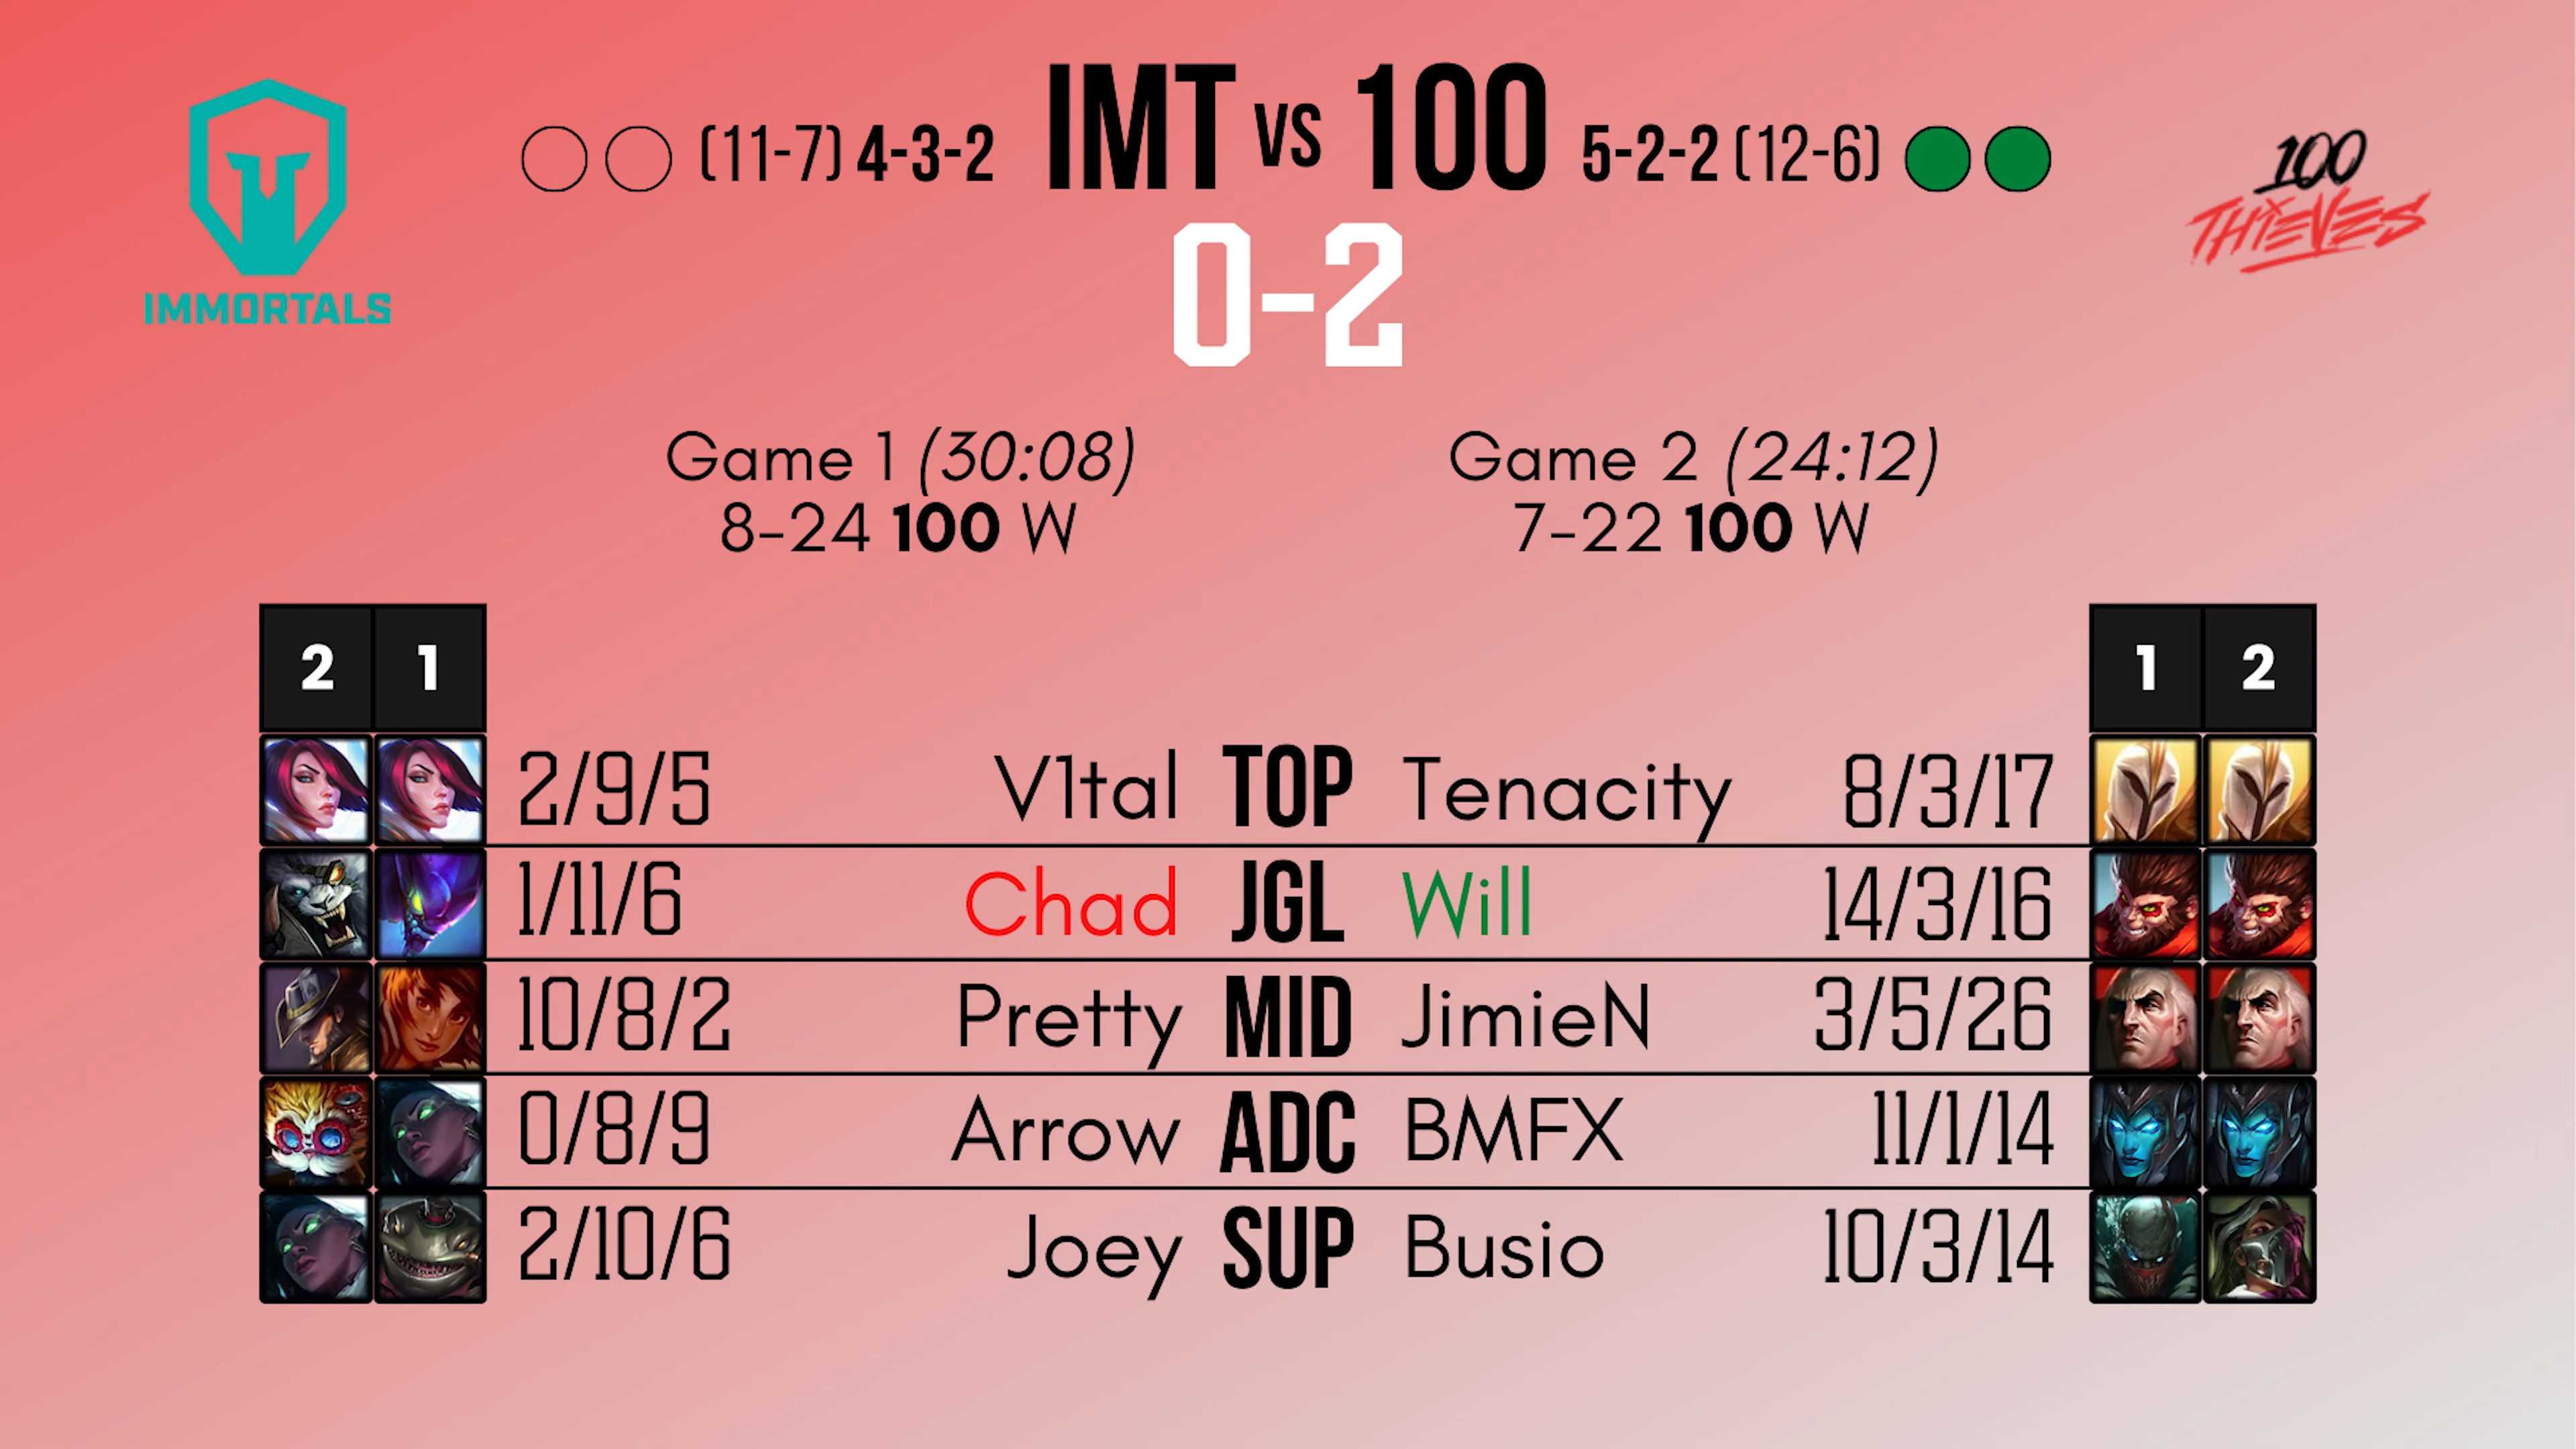 IMMORTALS
(11-7) 4-3-2 IMT VS 100 5-2-2 (12-6)
100
THIEVES
0-2
Game 1 (30:08)
8-24 100 W
Game 2 (24:12)
7-22 100 W
2 1
1 2
2/9/5 V1tal TOP Tenacity 8/3/17
1/11/6 Chad JGL Will 14/3/16
10/8/2 Pretty MID JimieN 3/5/26
0/8/9 Arrow ADC BMFX 11/1/14
2/10/6 Joey SUP Busio 10/3/14